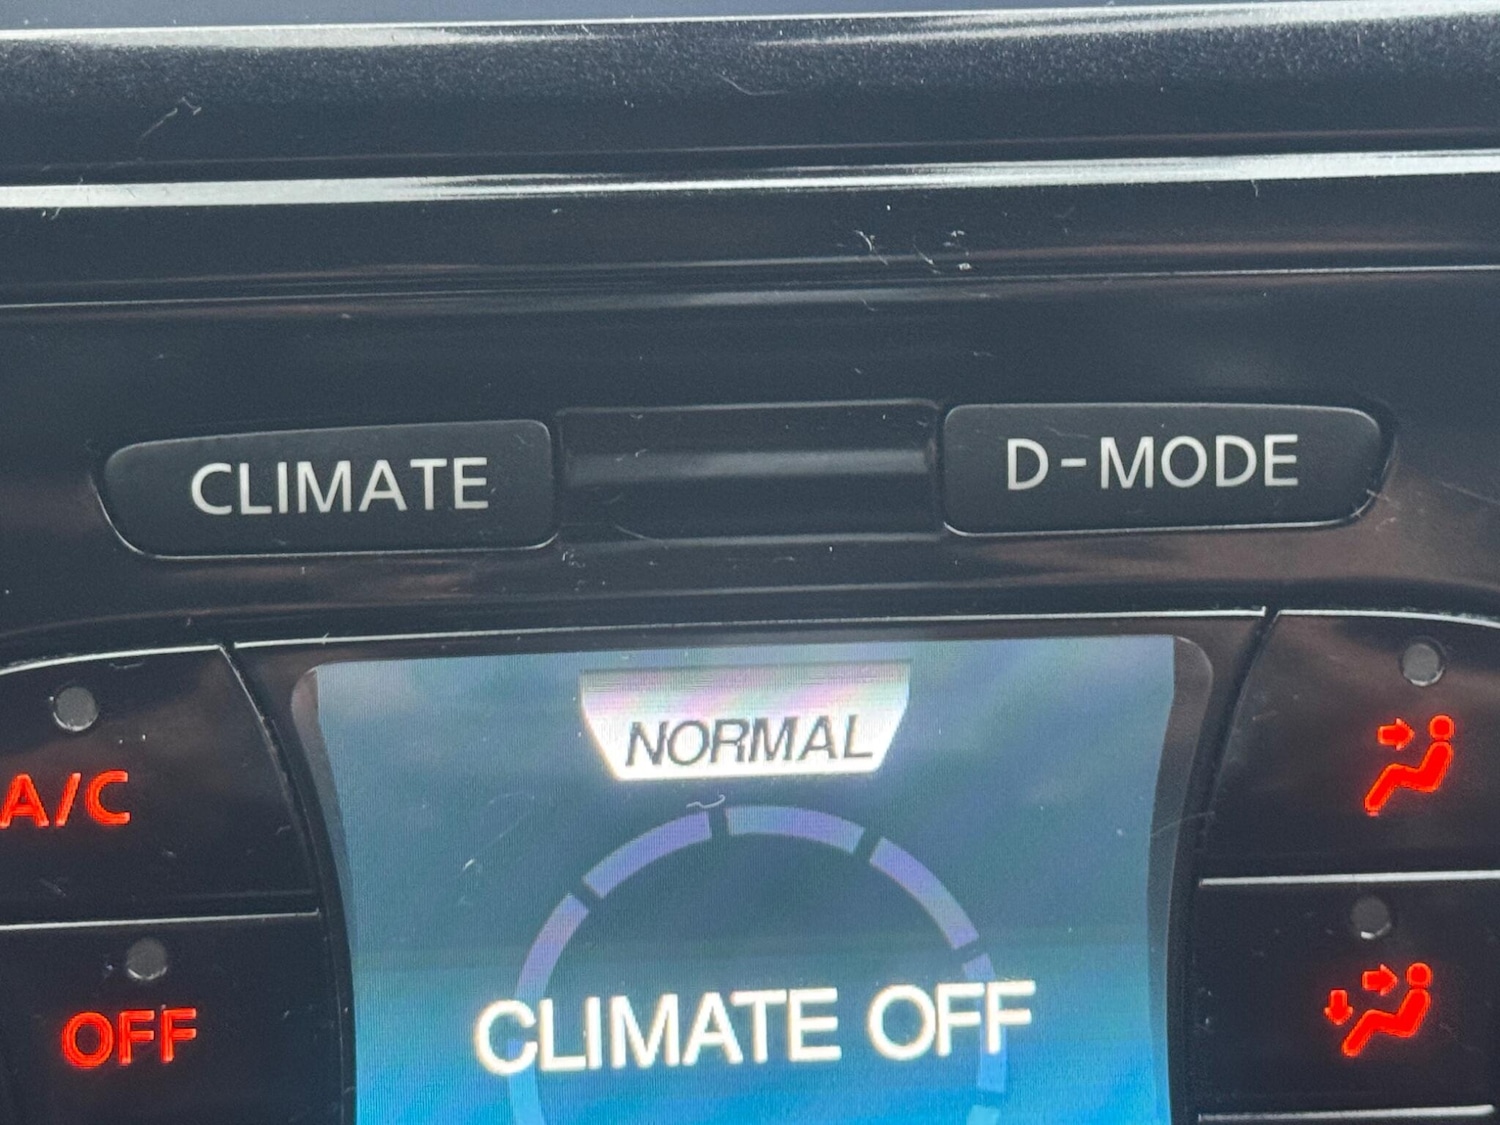 CLIMATE
D-MODE
NORMAL
A/C
CLIMATE OFF
OFF